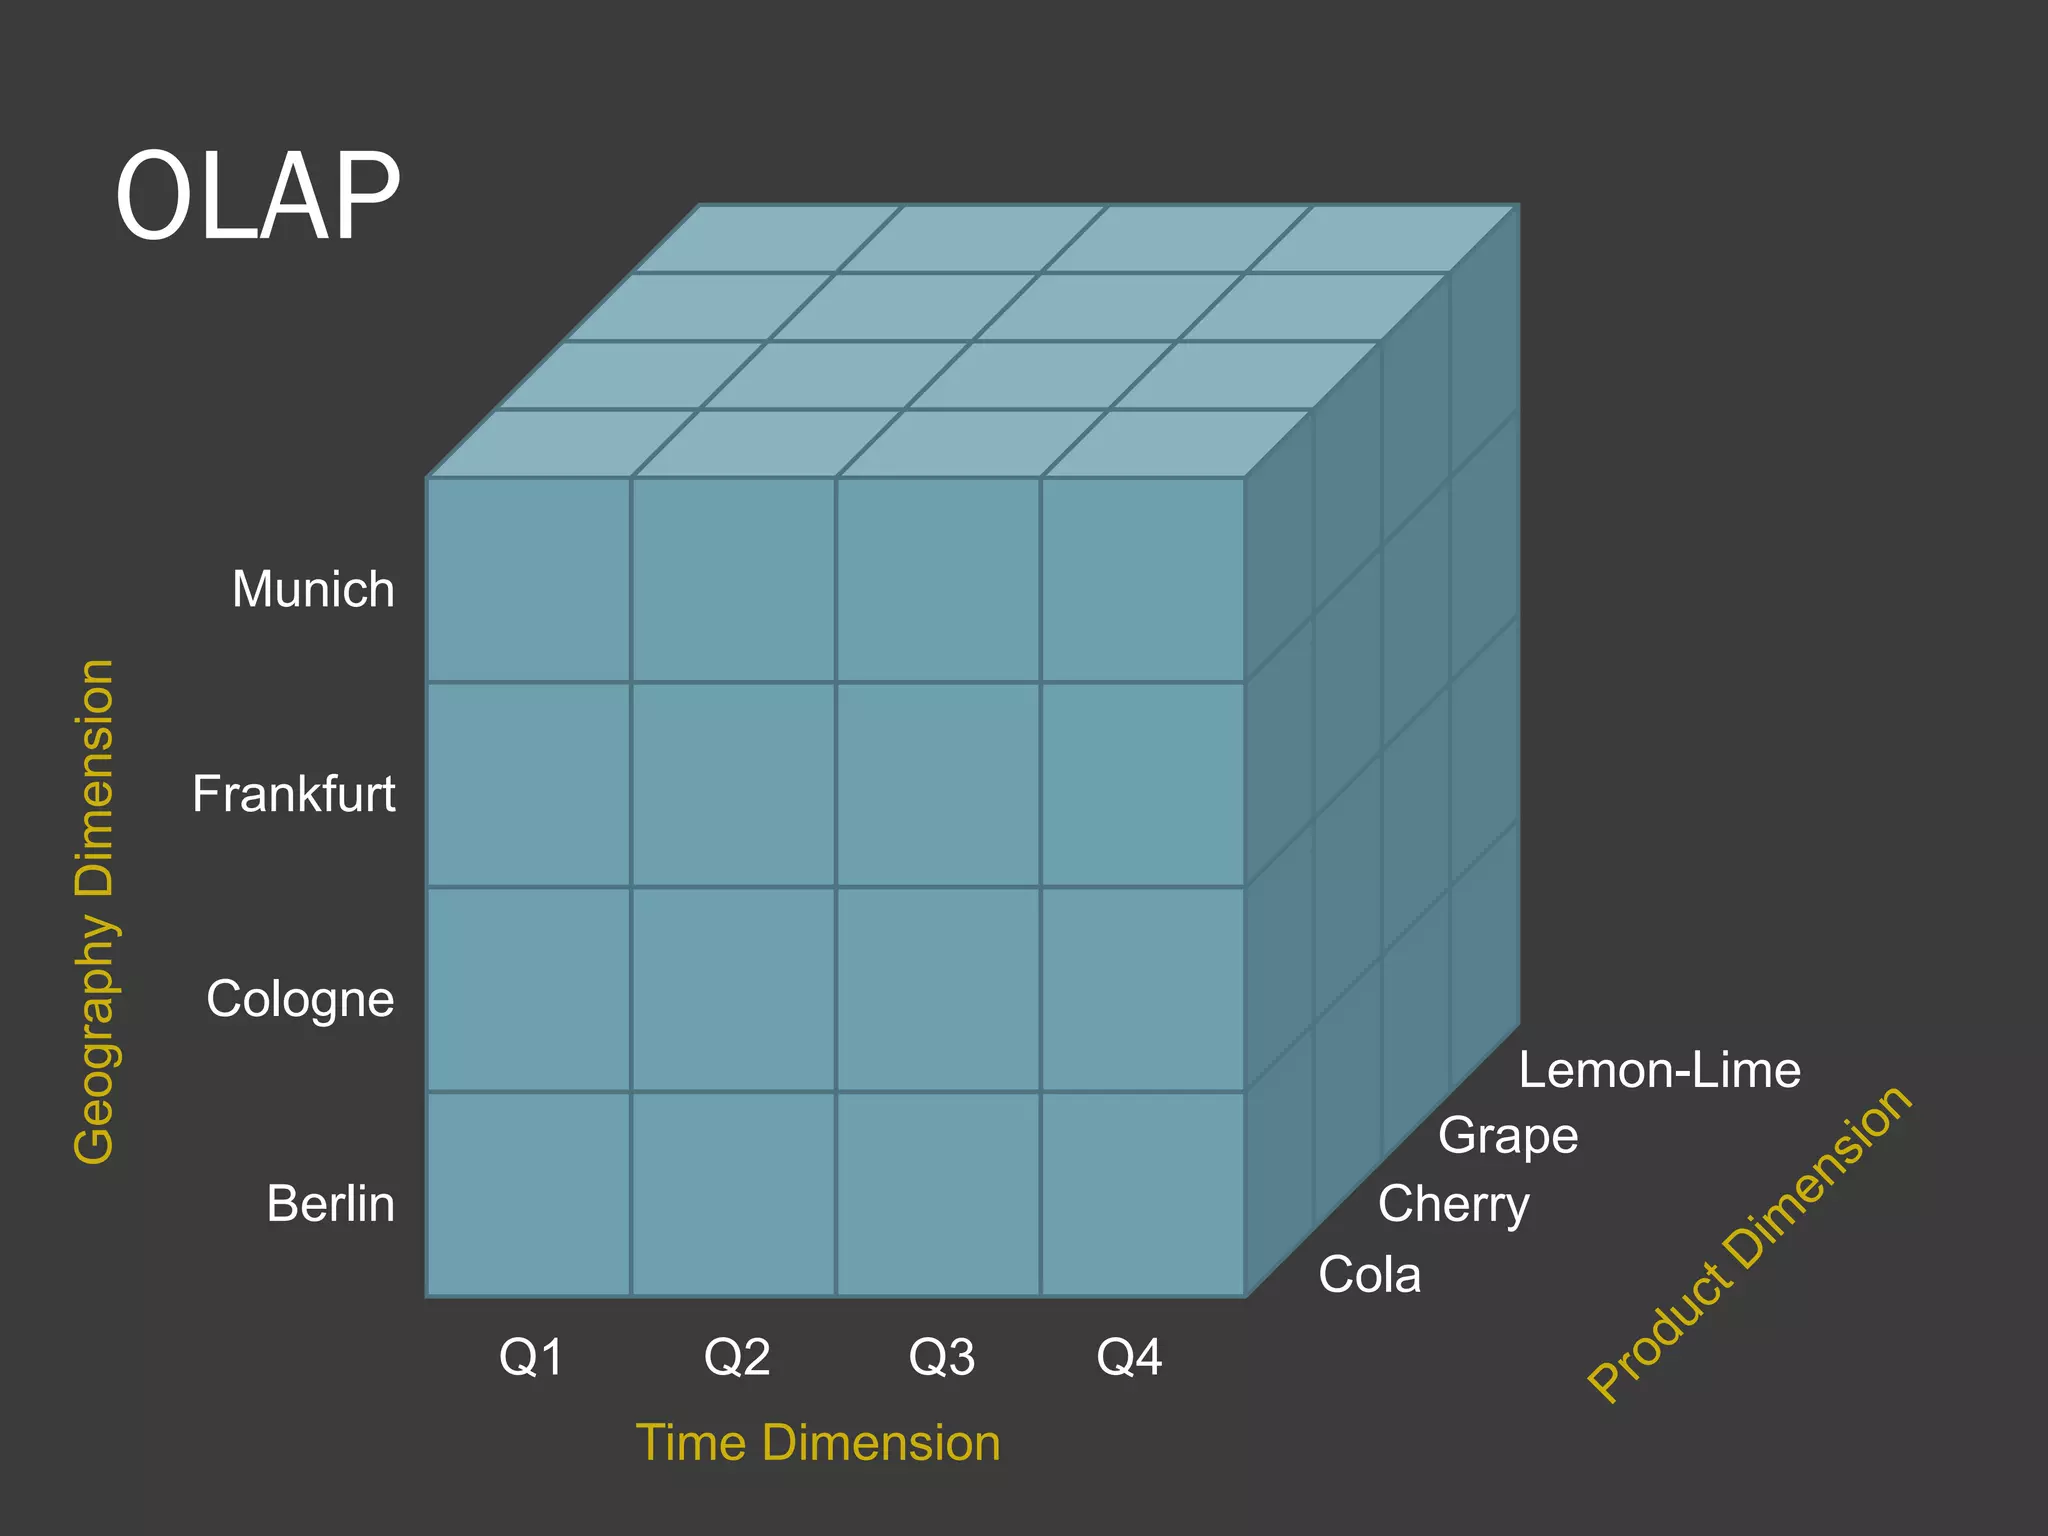 OLAP
Munich
Frankfurt
Cologne
Berlin
Geography Dimension
Q1 Q2 Q3 Q4
Time Dimension
Lemon-Lime
Grape
Cherry
Cola
Product Dimension